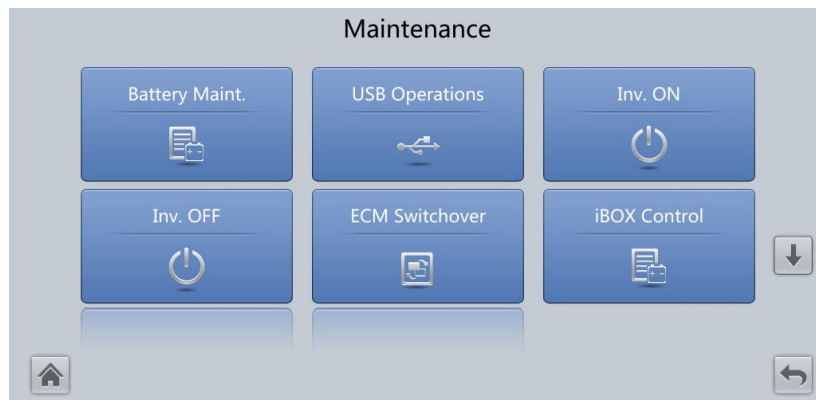 Maintenance
Battery Maint.
USB Operations
Inv. ON
Inv. OFF
ECM Switchover
iBOX Control